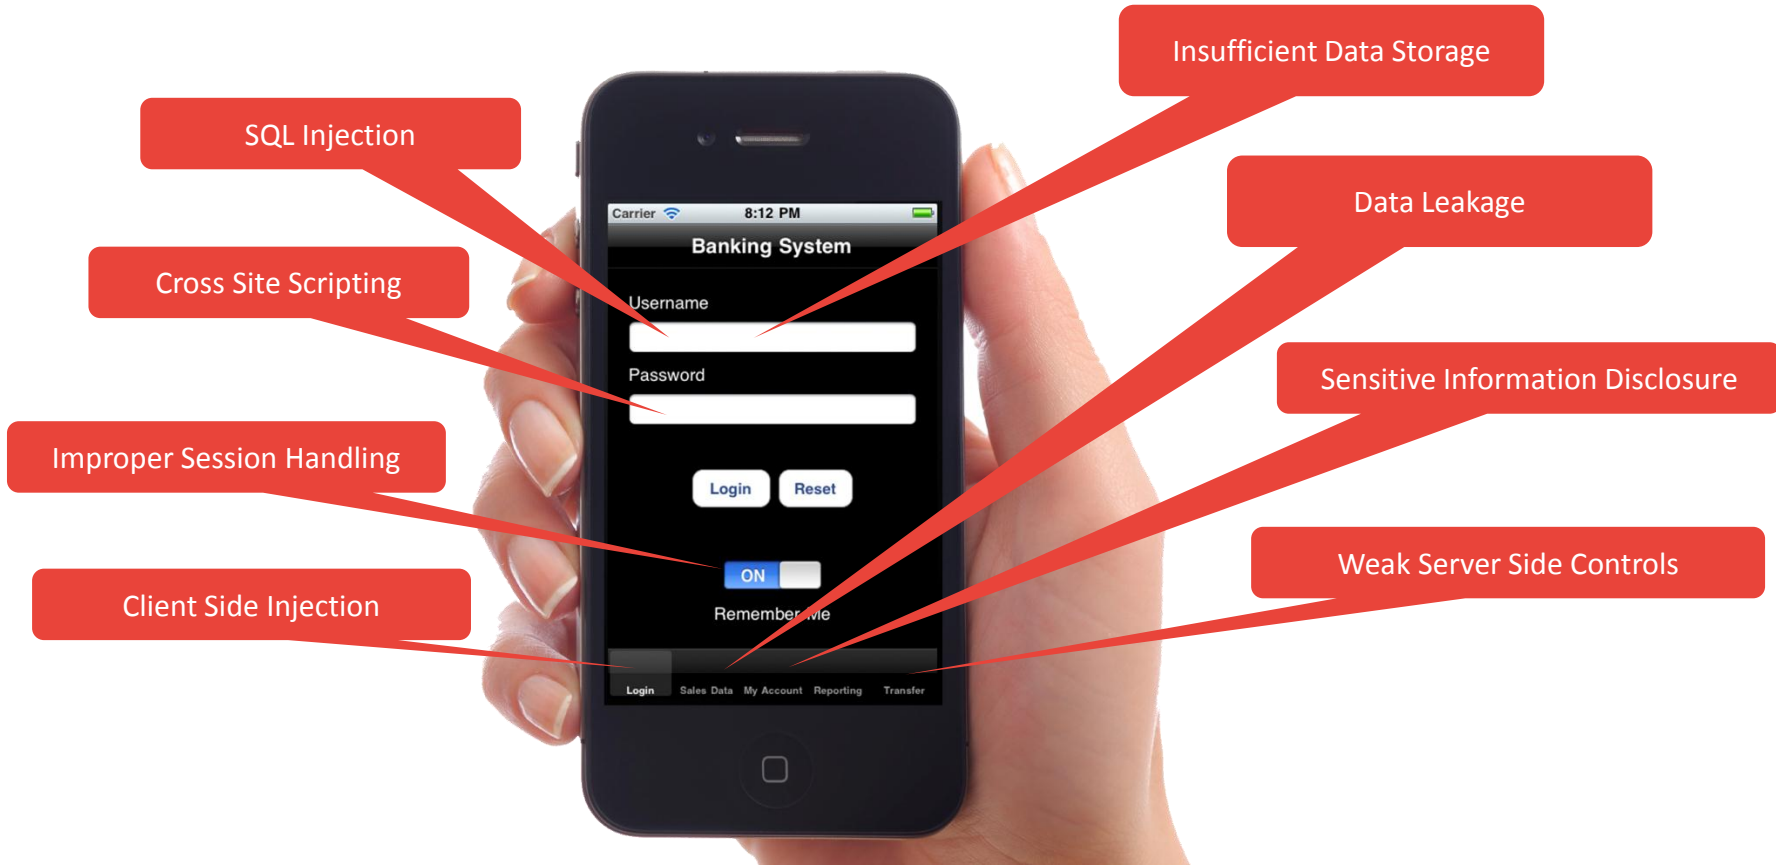 Insufficient Data Storage
SQL Injection
Data Leakage
Carrier 8:12 PM
Banking System
Cross Site Scripting
Username
Password
Sensitive Information Disclosure
Improper Session Handling
Login Reset
Weak Server Side Controls
ON
Client Side Injection
Remember Me
Login Sales Data My Account Reporting Transfer